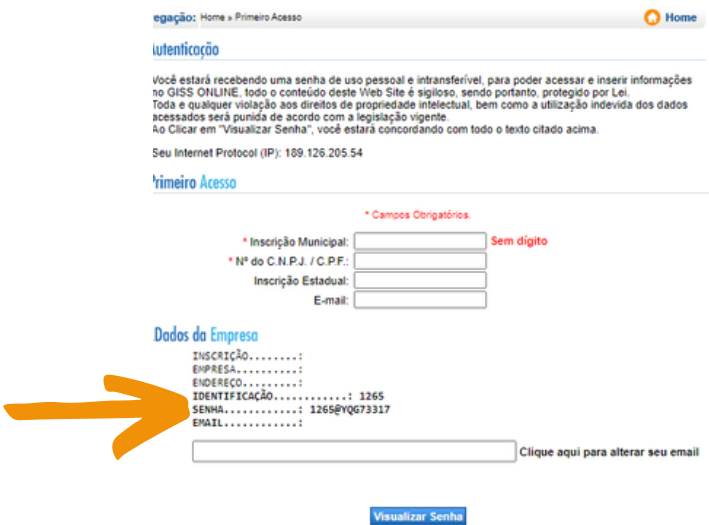 egação: Home » Primeiro Acesso
Home
Autenticação
Você estará recebendo uma senha de uso pessoal e intransferível, para poder acessar e inserir informações
no GISS ONLINE, todo o conteúdo deste Web Site é sigiloso, sendo portanto, protegido por Lei.
Toda e qualquer violação aos direitos de propriedade intelectual, bem como a utilização indevida dos dados
acessados será punida de acordo com a legislação vigente.
Ao Clicar em "Visualizar Senha", você estará concordando com todo o texto citado acima.
Seu Internet Protocol (IP): 189.126.205.54
Primeiro Acesso
* Campos Obrigatórios.
* Inscrição Municipal: Sem dígito
* Nº do C.N.P.J. / C.P.F.:
Inscrição Estadual:
E-mail:
Dados da Empresa
INSCRIÇÃO........:
EMPRESA..........:
ENDEREÇO.........:
IDENTIFICAÇÃO............: 1265
SENHA............: 1265@YQG73317
EMAIL............:
Clique aqui para alterar seu email
Visualizar Senha